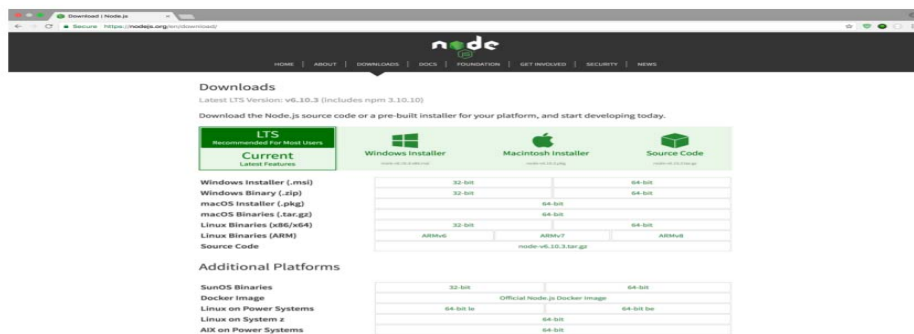 Download | Node.js
Secure https://nodejs.org/en/download/
node
JS
HOME | ABOUT | DOWNLOADS | DOCS | FOUNDATION | GET INVOLVED | SECURITY | NEWS
Downloads
Latest LTS Version: v6.10.3 (includes npm 3.10.10)
Download the Node.js source code or a pre-built installer for your platform, and start developing today.
LTS
Recommended For Most Users
Current
Latest Features
Windows Installer
Macintosh Installer
Source Code
Windows Installer (.msi) 32-bit 64-bit
Windows Binary (.zip) 32-bit 64-bit
macOS Installer (.pkg) 64-bit
macOS Binaries (.tar.gz) 64-bit
Linux Binaries (x86/x64) 32-bit 64-bit
Linux Binaries (ARM) ARMv6 ARMv7 ARMv8
Source Code node-v6.10.3.tar.gz
Additional Platforms
SunOS Binaries 32-bit 64-bit
Docker Image Official Node.js Docker Image
Linux on Power Systems 64-bit le 64-bit be
Linux on System z 64-bit
AIX on Power Systems 64-bit